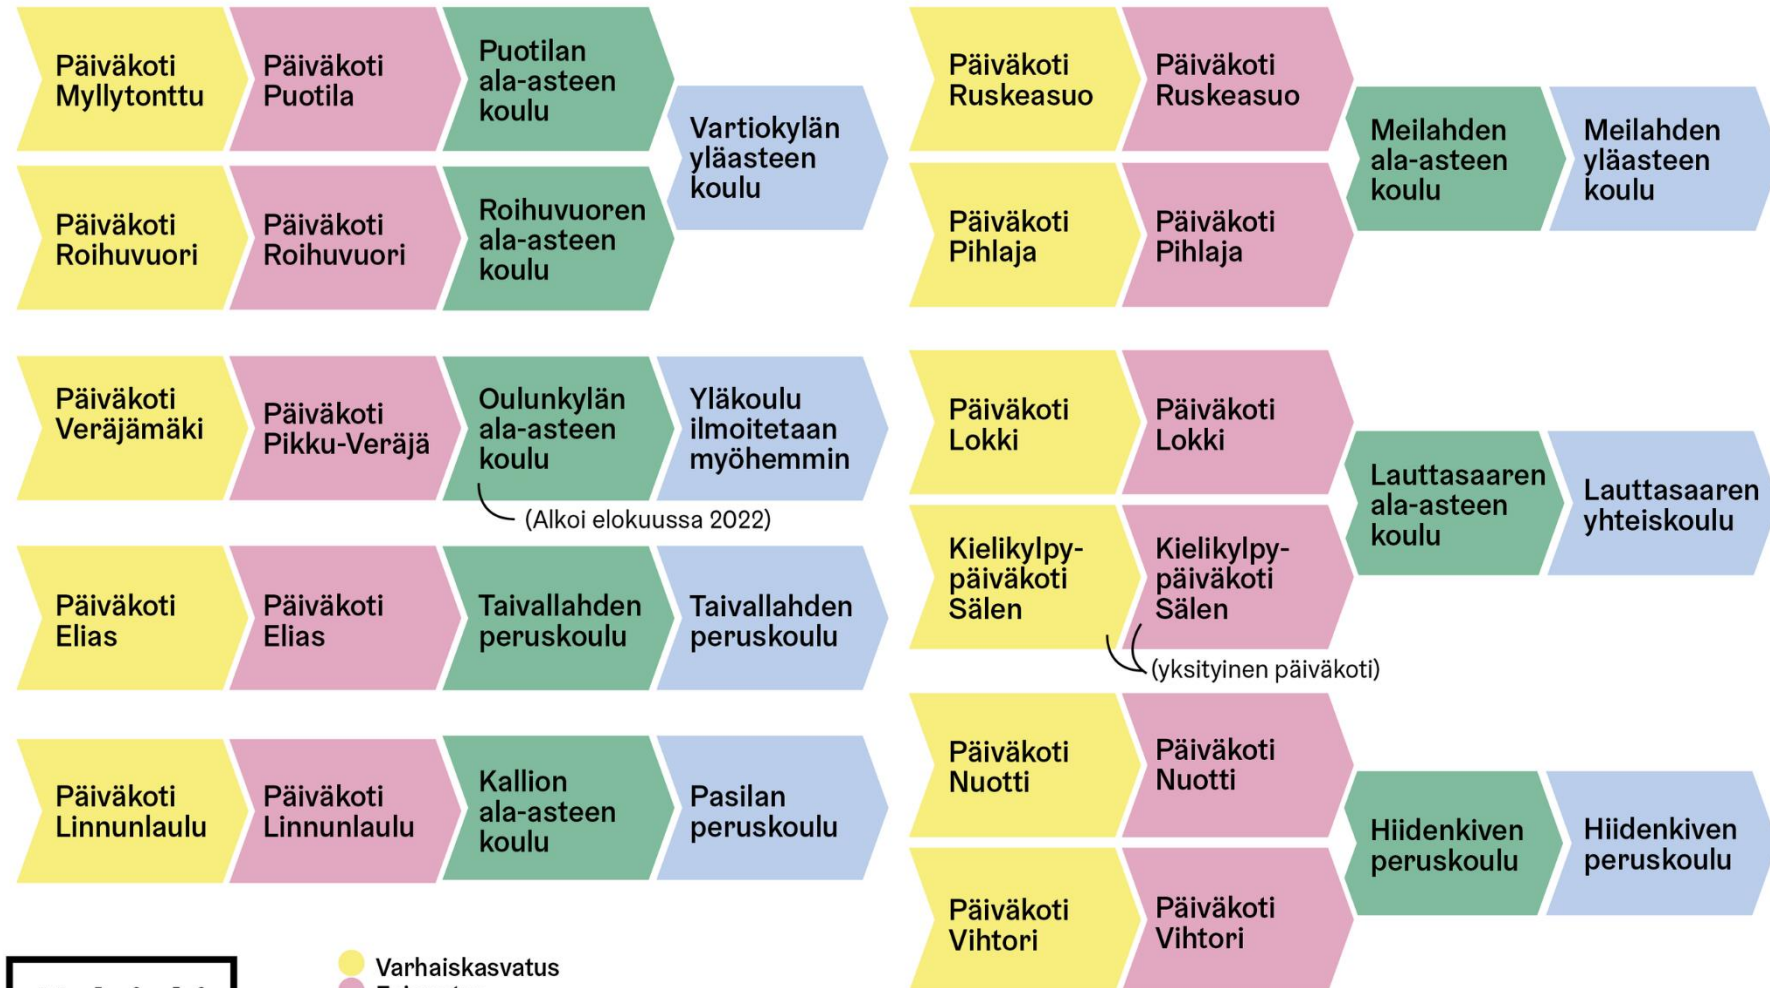 Päiväkoti
Myllytonttu
Päiväkoti
Puotila
Puotilan
ala-asteen
koulu
Päiväkoti
Roihuvuori
Päiväkoti
Roihuvuori
Roihuvuoren
ala-asteen
koulu
Vartiokylän
yläasteen
koulu
Päiväkoti
Veräjämäki
Päiväkoti
Pikku-Veräjä
Oulunkylän
ala-asteen
koulu
Yläkoulu
ilmoitetaan
myöhemmin
(Alkoi elokuussa 2022)
Päiväkoti
Elias
Päiväkoti
Elias
Taivallahden
peruskoulu
Taivallahden
peruskoulu
Päiväkoti
Linnunlaulu
Päiväkoti
Linnunlaulu
Kallion
ala-asteen
koulu
Pasilan
peruskoulu
Varhaiskasvatus
Päiväkoti
Ruskeasuo
Päiväkoti
Ruskeasuo
Päiväkoti
Pihlaja
Päiväkoti
Pihlaja
Meilahden
ala-asteen
koulu
Meilahden
yläasteen
koulu
Päiväkoti
Lokki
Päiväkoti
Lokki
Kielikylpy-
päiväkoti
Sälen
Kielikylpy-
päiväkoti
Sälen
(yksityinen päiväkoti)
Lauttasaaren
ala-asteen
koulu
Lauttasaaren
yhteiskoulu
Päiväkoti
Nuotti
Päiväkoti
Nuotti
Päiväkoti
Vihtori
Päiväkoti
Vihtori
Hiidenkiven
peruskoulu
Hiidenkiven
peruskoulu